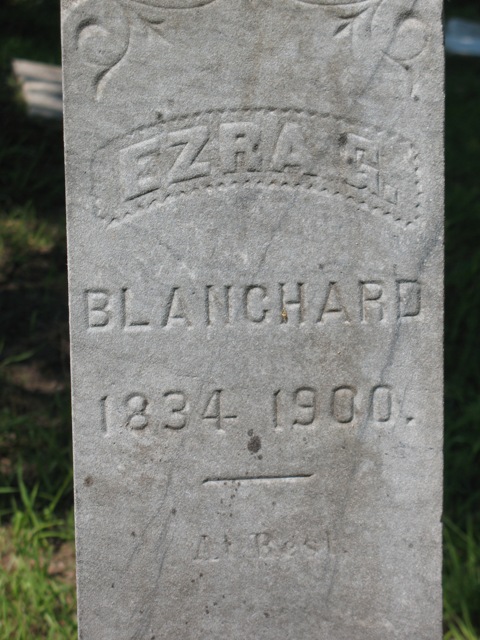 EZRA G.
BLANCHARD
1834 1900.
At Rest.